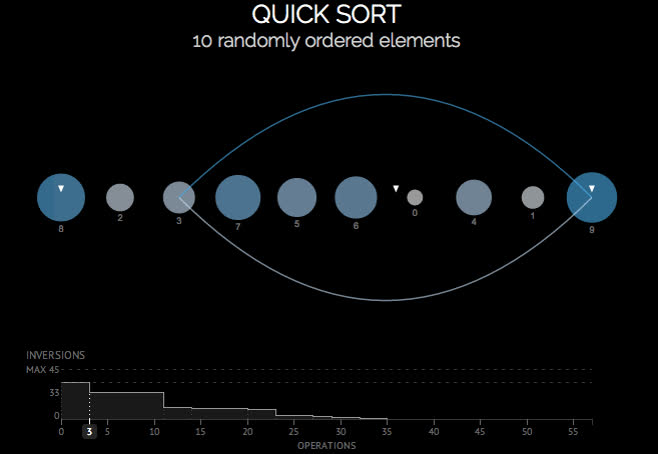 QUICK SORT
10 randomly ordered elements
8 2 3 7 5 6 0 4 1 9
INVERSIONS
MAX 45
33
0
0 3 5 10 15 20 25 30 35 40 45 50 55
OPERATIONS